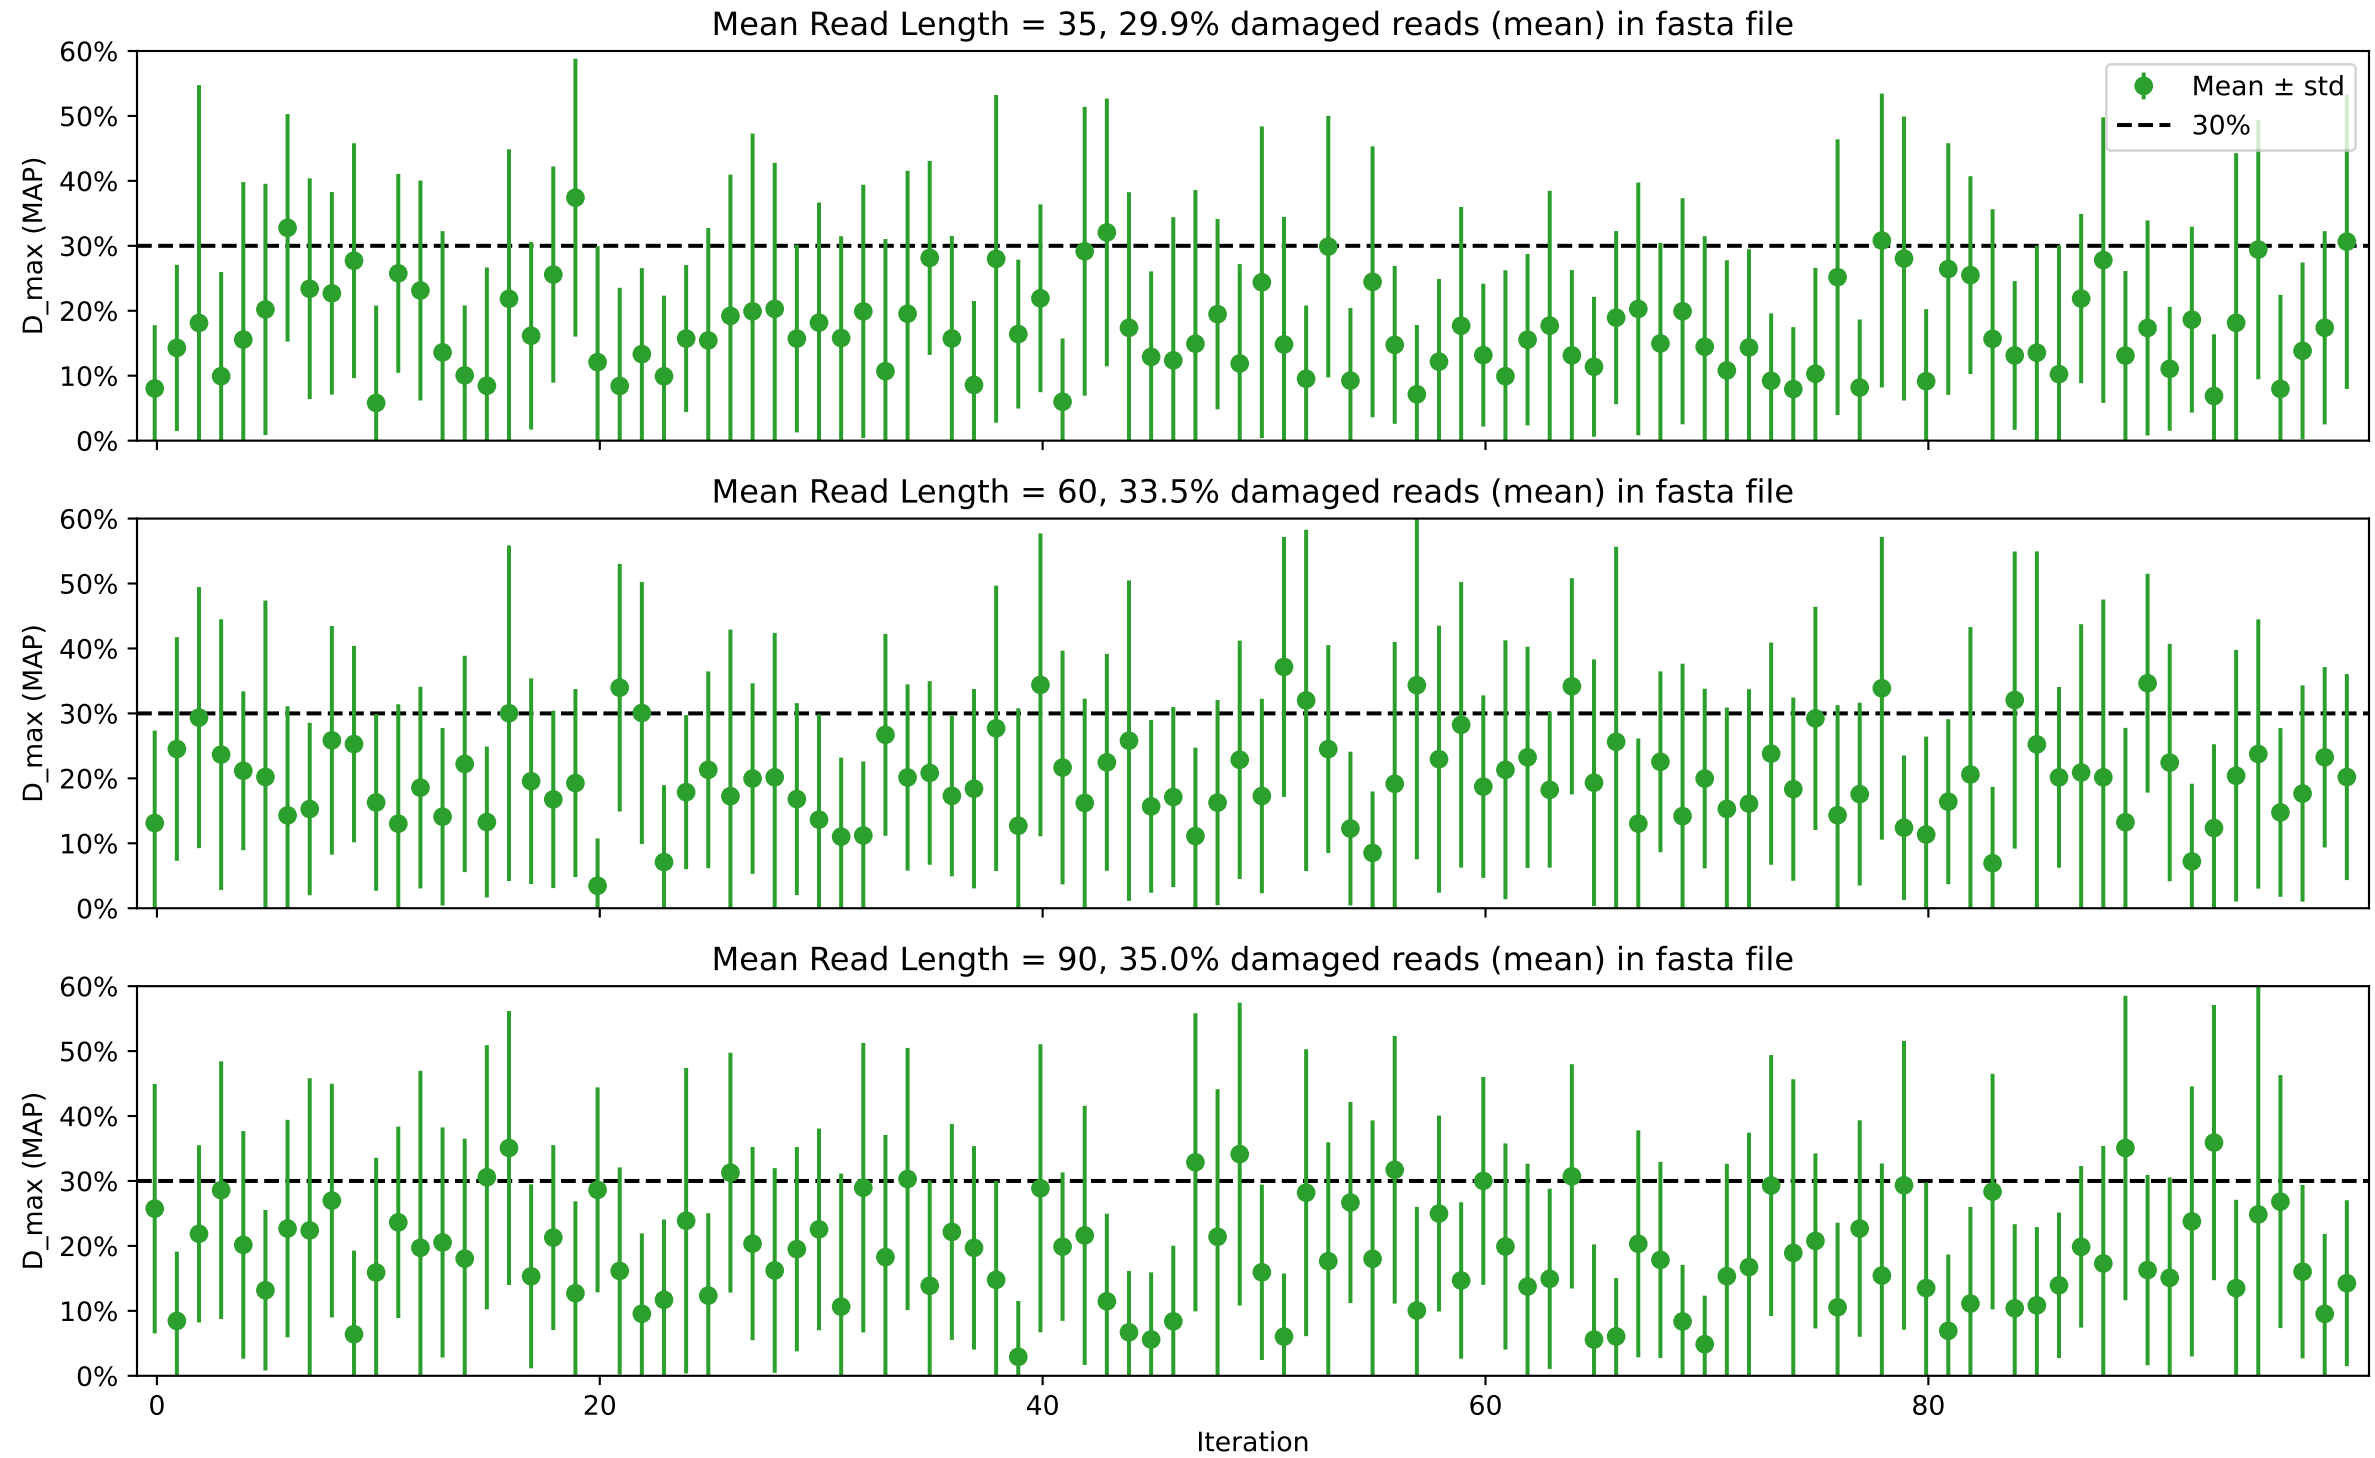 Mean Read Length = 35, 29.9% damaged reads (mean) in fasta file
60%
50%
40%
30%
20%
10%
0%
D_max (MAP)
Mean ± std
30%
Mean Read Length = 60, 33.5% damaged reads (mean) in fasta file
60%
50%
40%
30%
20%
10%
0%
D_max (MAP)
Mean Read Length = 90, 35.0% damaged reads (mean) in fasta file
60%
50%
40%
30%
20%
10%
0%
D_max (MAP)
0 20 40 60 80
Iteration